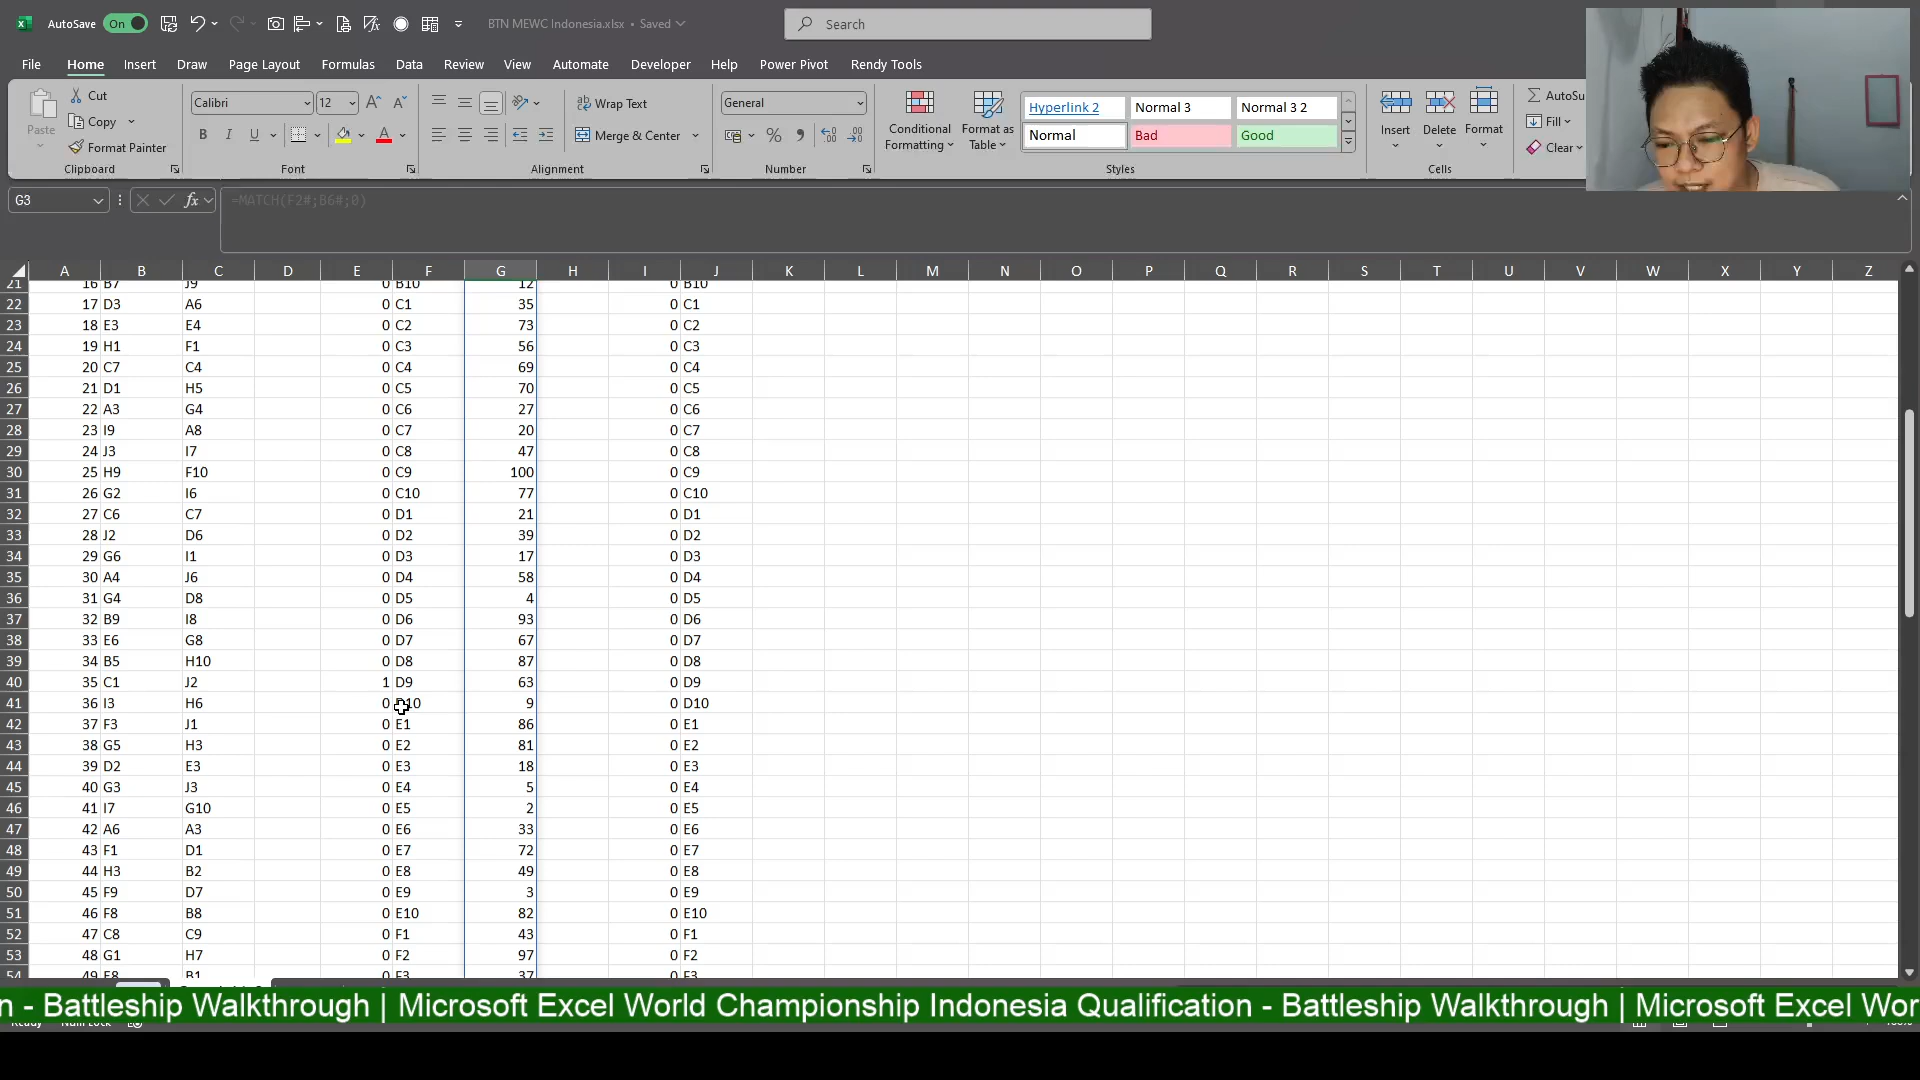 AutoSave On BTN MEWC Indonesia.xlsx • Saved Search
File Home Insert Draw Page Layout Formulas Data Review View Automate Developer Help Power Pivot Rendy Tools
Paste Cut Copy Format Painter Clipboard
Calibri 12 B I U A Font
Wrap Text Merge & Center Alignment
General % Number
Conditional Formatting Format as Table Hyperlink 2 Normal 3 Normal 3 2 Normal Bad Good Styles
Insert Delete Format Cells
AutoSu Fill Clear
G3 fx =MATCH(F2#;B6#;0)
A B C D E F G H I J K L M N O P Q R S T U V W X Y Z
21 16 B7 J9 0 B10 12 0 B10
22 17 D3 A6 0 C1 35 0 C1
23 18 E3 E4 0 C2 73 0 C2
24 19 H1 F1 0 C3 56 0 C3
25 20 C7 C4 0 C4 69 0 C4
26 21 D1 H5 0 C5 70 0 C5
27 22 A3 G4 0 C6 27 0 C6
28 23 I9 A8 0 C7 20 0 C7
29 24 J3 I7 0 C8 47 0 C8
30 25 H9 F10 0 C9 100 0 C9
31 26 G2 I6 0 C10 77 0 C10
32 27 C6 C7 0 D1 21 0 D1
33 28 J2 D6 0 D2 39 0 D2
34 29 G6 I1 0 D3 17 0 D3
35 30 A4 J6 0 D4 58 0 D4
36 31 G4 D8 0 D5 4 0 D5
37 32 B9 I8 0 D6 93 0 D6
38 33 E6 G8 0 D7 67 0 D7
39 34 B5 H10 0 D8 87 0 D8
40 35 C1 J2 1 D9 63 0 D9
41 36 I3 H6 0 D10 9 0 D10
42 37 F3 J1 0 E1 86 0 E1
43 38 G5 H3 0 E2 81 0 E2
44 39 D2 E3 0 E3 18 0 E3
45 40 G3 J3 0 E4 5 0 E4
46 41 I7 G10 0 E5 2 0 E5
47 42 A6 A3 0 E6 33 0 E6
48 43 F1 D1 0 E7 72 0 E7
49 44 H3 B2 0 E8 49 0 E8
50 45 F9 D7 0 E9 3 0 E9
51 46 F8 B8 0 E10 82 0 E10
52 47 C8 C9 0 F1 43 0 F1
53 48 G1 H7 0 F2 97 0 F2
54 49 B1 0 F3 37 0 F3
n - Battleship Walkthrough | Microsoft Excel World Championship Indonesia Qualification - Battleship Walkthrough | Microsoft Excel Wor